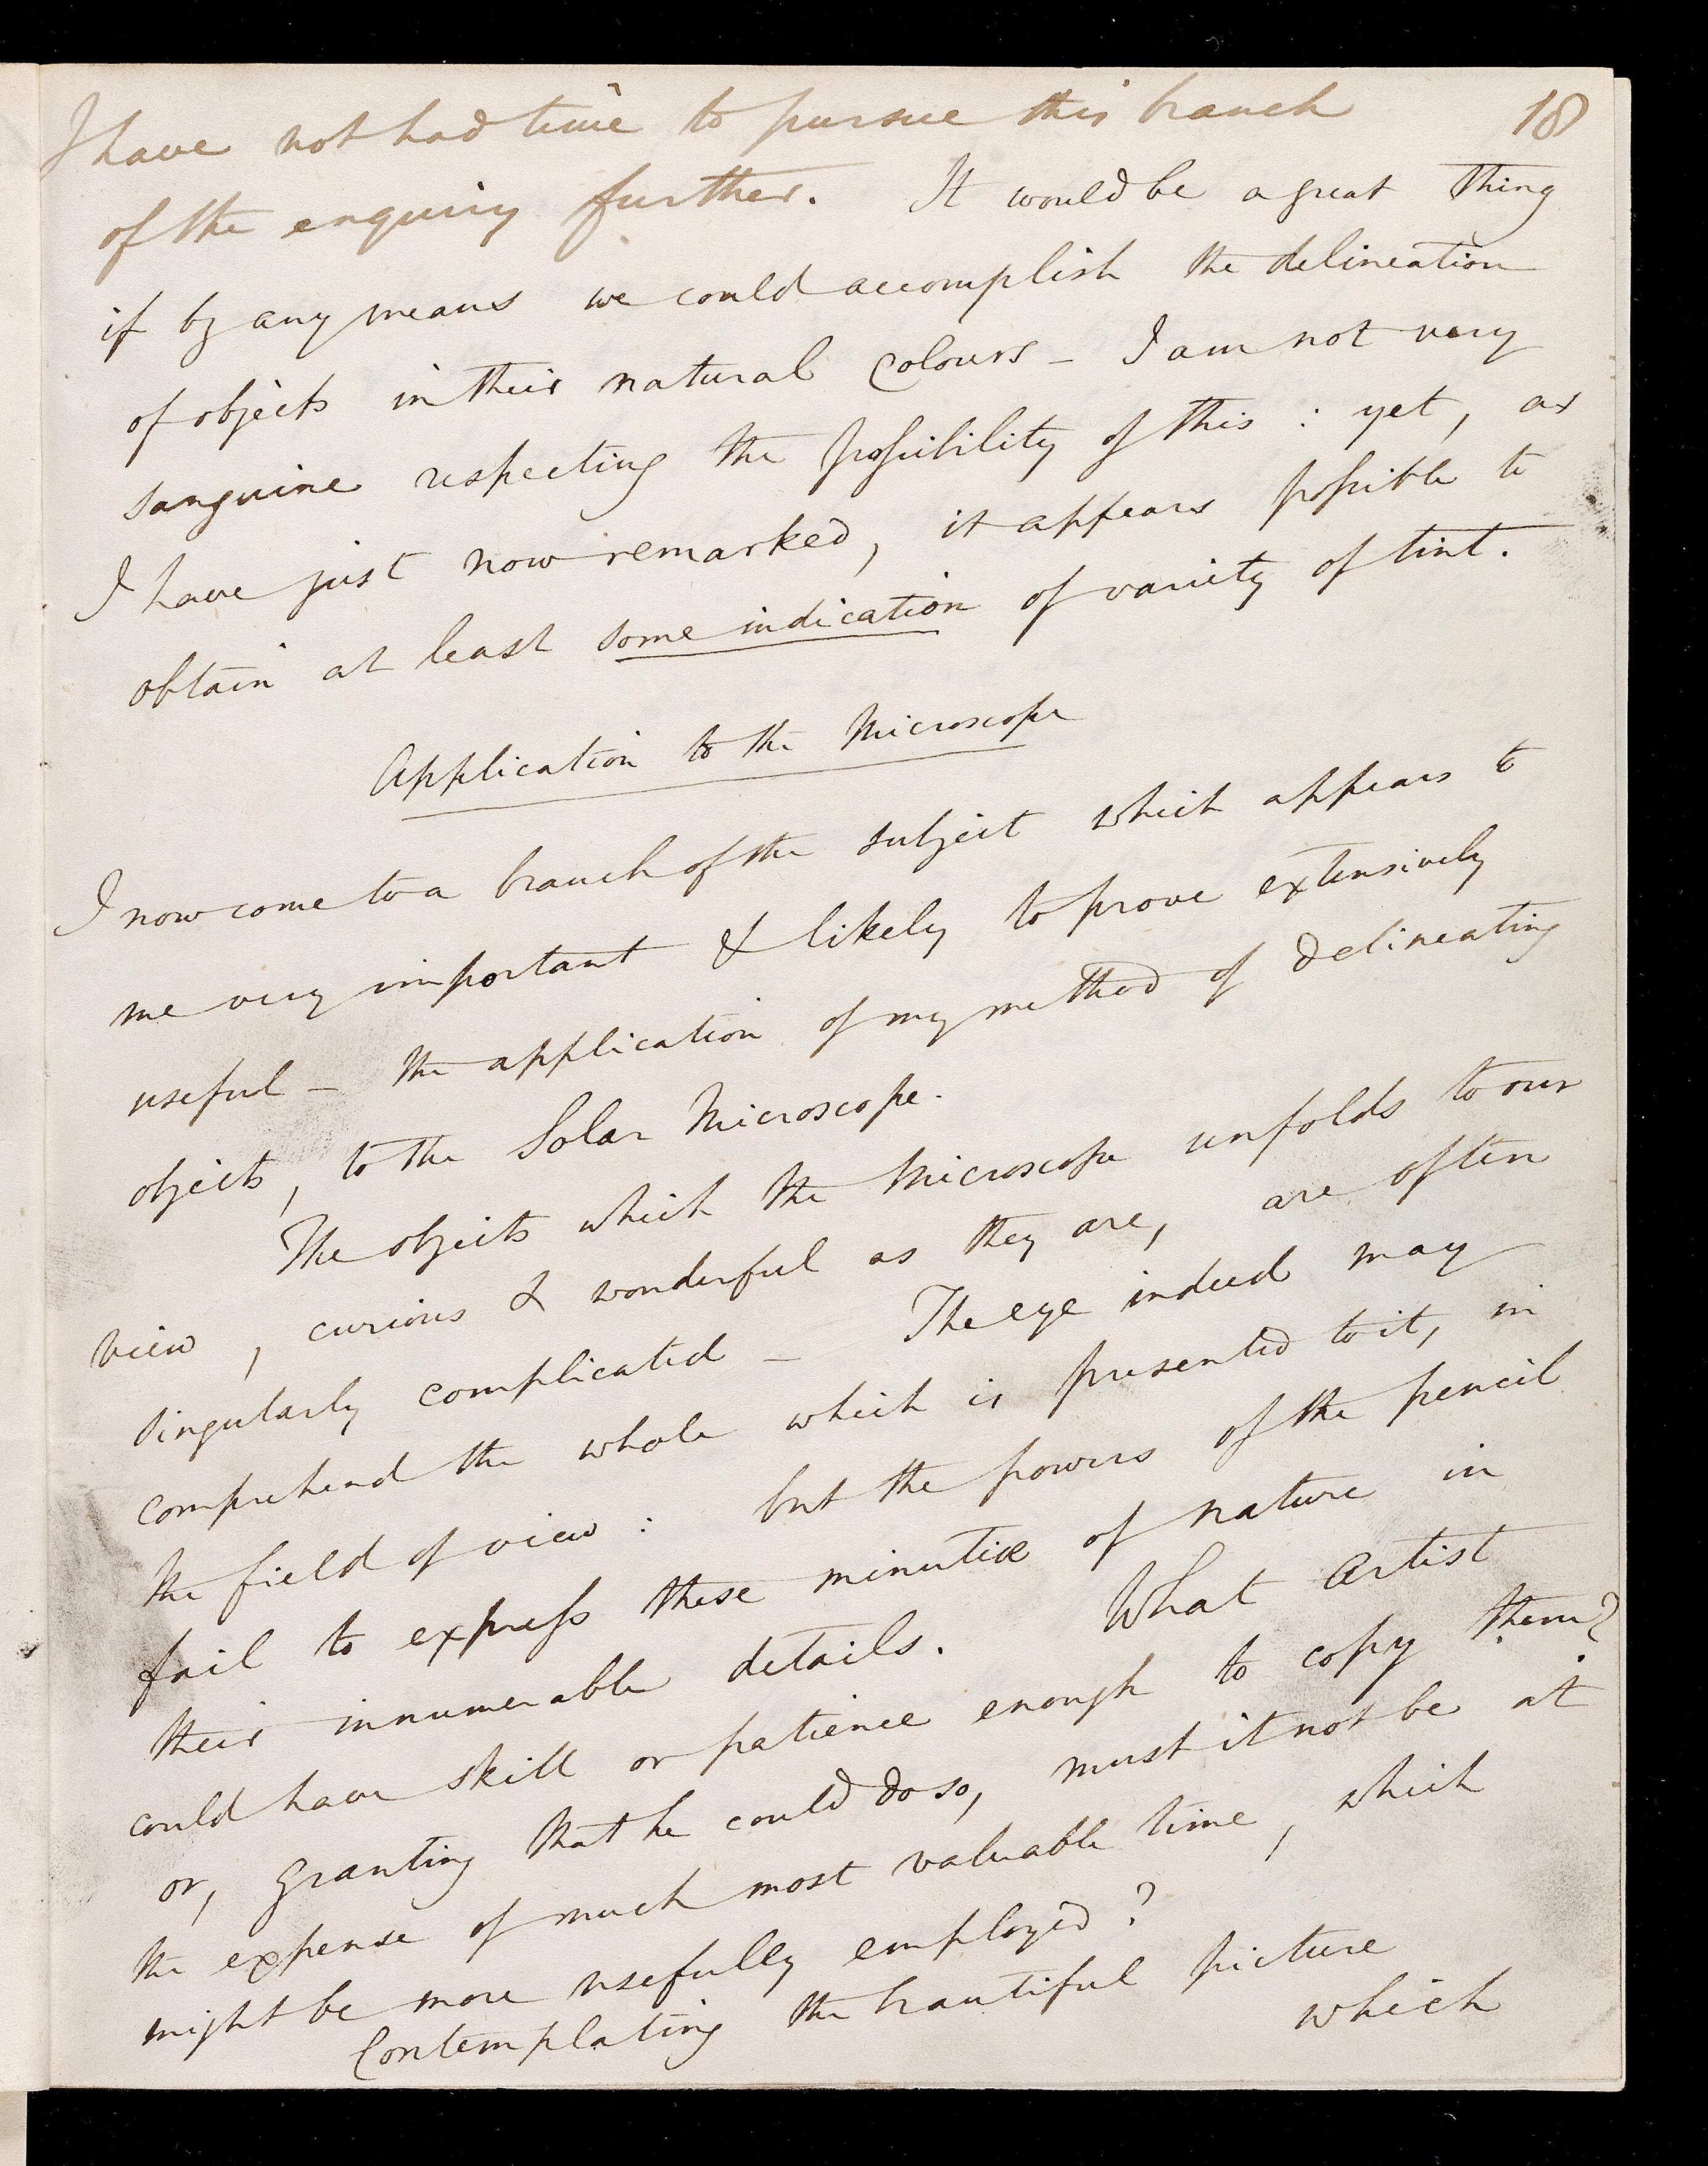 I have not had time to pursue this branch 18
of the enquiry further. It would be a great thing
if by any means we could accomplish the delineation
of objects in their natural Colours – I am not very
sanguine respecting the possibility of this : yet, as
I have just now remarked, it appears possible to
obtain at least some indication of variety of tint.
Application to the Microscope
I now come to a branch of the subject which appears to
me very important & likely to prove extensively
useful – the application of my method of delineating
objects, to the Solar Microscope.
The objects which the Microscope unfolds to our
view, curious & wonderful as they are, are often
singularly complicated – The eye indeed may
comprehend the whole which is presented to it, in
the field of view : but the powers of the pencil
fail to express these minutiæ of nature in
their innumerable details. What Artist
could have skill or patience enough to copy them?
or, granting that he could do so, must it not be at
the expense of much most valuable time, which
might be more usefully employed?
Contemplating the beautiful picture
which